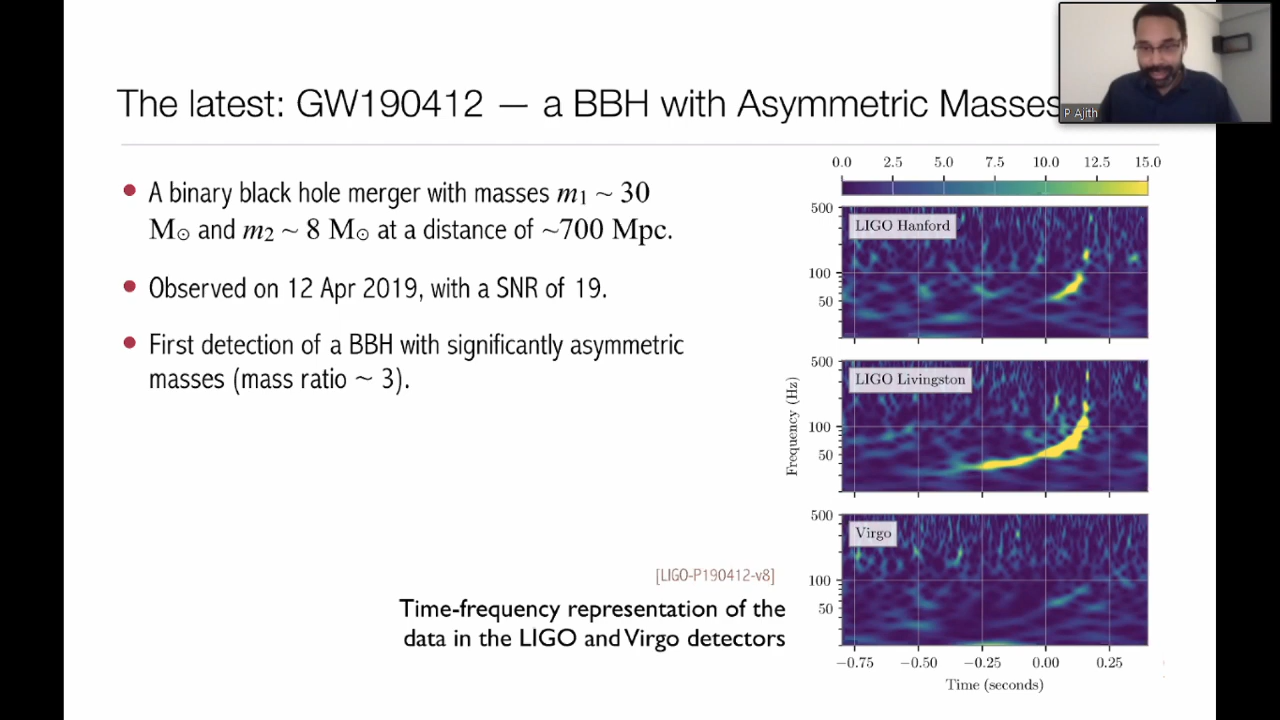 The latest: GW190412 — a BBH with Asymmetric Masses
P Ajith
• A binary black hole merger with masses m₁ ~ 30
M☉ and m₂ ~ 8 M☉ at a distance of ~700 Mpc.
• Observed on 12 Apr 2019, with a SNR of 19.
• First detection of a BBH with significantly asymmetric
masses (mass ratio ~ 3).
[LIGO-P190412-v8]
Time-frequency representation of the
data in the LIGO and Virgo detectors
0.0 2.5 5.0 7.5 10.0 12.5 15.0
500
LIGO Hanford
100
50
500
LIGO Livingston
100
50
Frequency (Hz)
500
Virgo
100
50
−0.75 −0.50 −0.25 0.00 0.25
Time (seconds)